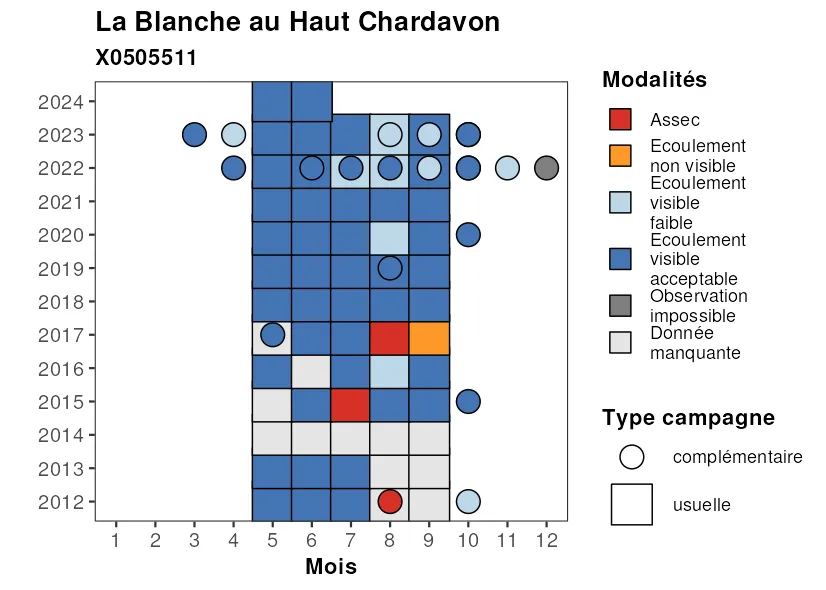 La Blanche au Haut Chardavon
X0505511
2024
2023
2022
2021
2020
2019
2018
2017
2016
2015
2014
2013
2012
1 2 3 4 5 6 7 8 9 10 11 12
Mois
Modalités
Assec
Ecoulement
non visible
Ecoulement
visible
faible
Ecoulement
visible
acceptable
Observation
impossible
Donnée
manquante
Type campagne
complémentaire
usuelle